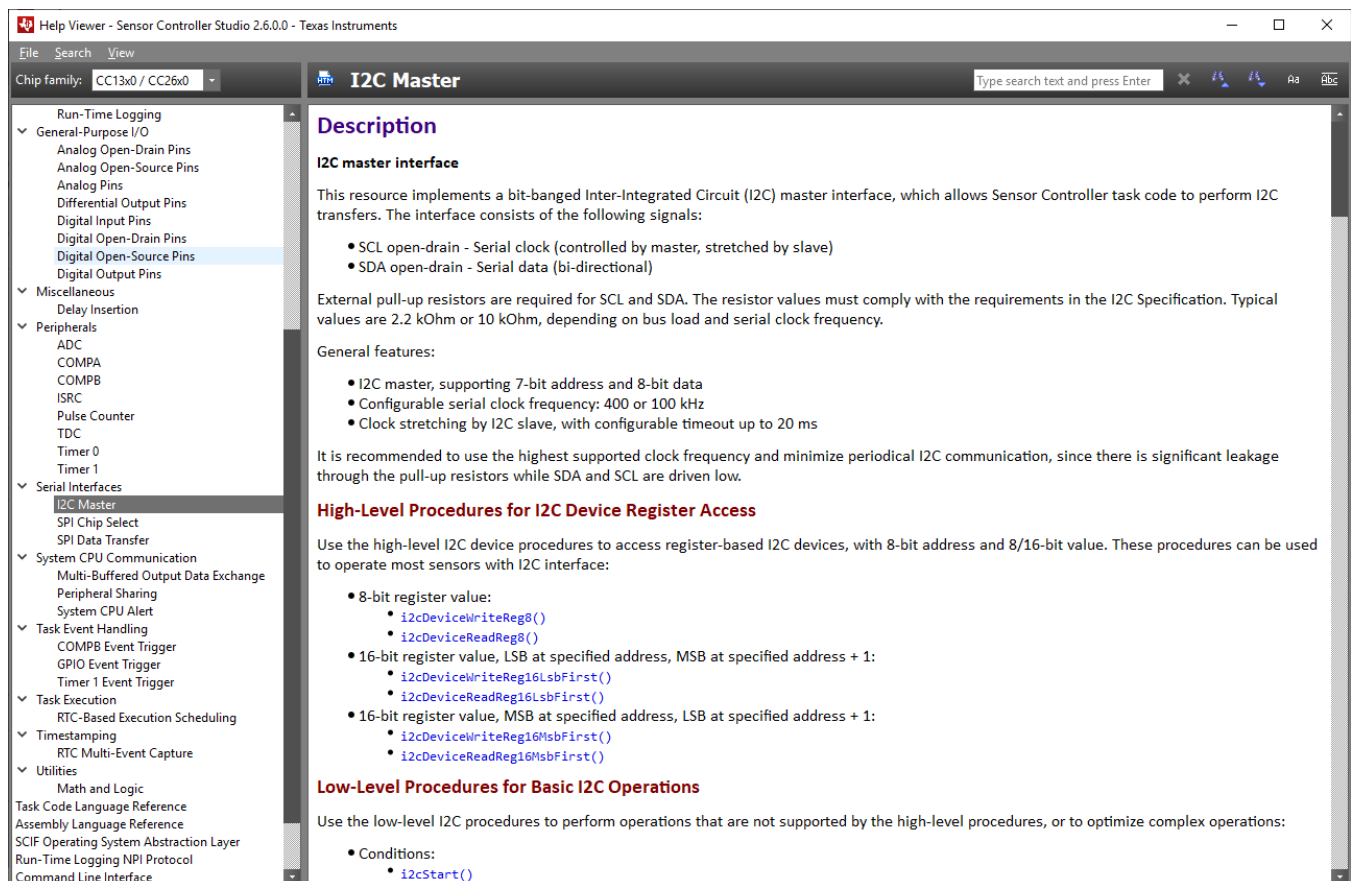 Help Viewer - Sensor Controller Studio 2.6.0.0 - Texas Instruments
File Search View
Chip family: CC13x0 / CC26x0
HTM I2C Master
Type search text and press Enter
Aa Abc
Run-Time Logging
General-Purpose I/O
Analog Open-Drain Pins
Analog Open-Source Pins
Analog Pins
Differential Output Pins
Digital Input Pins
Digital Open-Drain Pins
Digital Open-Source Pins
Digital Output Pins
Miscellaneous
Delay Insertion
Peripherals
ADC
COMPA
COMPB
ISRC
Pulse Counter
TDC
Timer 0
Timer 1
Serial Interfaces
I2C Master
SPI Chip Select
SPI Data Transfer
System CPU Communication
Multi-Buffered Output Data Exchange
Peripheral Sharing
System CPU Alert
Task Event Handling
COMPB Event Trigger
GPIO Event Trigger
Timer 1 Event Trigger
Task Execution
RTC-Based Execution Scheduling
Timestamping
RTC Multi-Event Capture
Utilities
Math and Logic
Task Code Language Reference
Assembly Language Reference
SCIF Operating System Abstraction Layer
Run-Time Logging NPI Protocol
Command Line Interface
Description
I2C master interface
This resource implements a bit-banged Inter-Integrated Circuit (I2C) master interface, which allows Sensor Controller task code to perform I2C
transfers. The interface consists of the following signals:
• SCL open-drain - Serial clock (controlled by master, stretched by slave)
• SDA open-drain - Serial data (bi-directional)
External pull-up resistors are required for SCL and SDA. The resistor values must comply with the requirements in the I2C Specification. Typical
values are 2.2 kOhm or 10 kOhm, depending on bus load and serial clock frequency.
General features:
• I2C master, supporting 7-bit address and 8-bit data
• Configurable serial clock frequency: 400 or 100 kHz
• Clock stretching by I2C slave, with configurable timeout up to 20 ms
It is recommended to use the highest supported clock frequency and minimize periodical I2C communication, since there is significant leakage
through the pull-up resistors while SDA and SCL are driven low.
High-Level Procedures for I2C Device Register Access
Use the high-level I2C device procedures to access register-based I2C devices, with 8-bit address and 8/16-bit value. These procedures can be used
to operate most sensors with I2C interface:
• 8-bit register value:
• i2cDeviceWriteReg8()
• i2cDeviceReadReg8()
• 16-bit register value, LSB at specified address, MSB at specified address + 1:
• i2cDeviceWriteReg16LsbFirst()
• i2cDeviceReadReg16LsbFirst()
• 16-bit register value, MSB at specified address, LSB at specified address + 1:
• i2cDeviceWriteReg16MsbFirst()
• i2cDeviceReadReg16MsbFirst()
Low-Level Procedures for Basic I2C Operations
Use the low-level I2C procedures to perform operations that are not supported by the high-level procedures, or to optimize complex operations:
• Conditions:
• i2cStart()